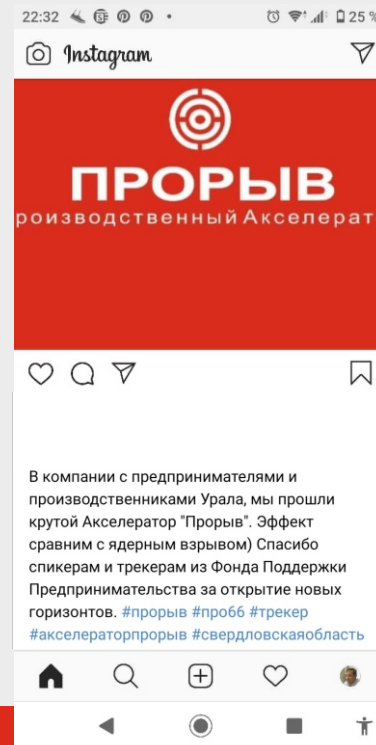 22:32 25 %
Instagram
ПРОРЫВ
роизводственный Акселерат
В компании с предпринимателями и
производственниками Урала, мы прошли
крутой Акселератор "Прорыв". Эффект
сравним с ядерным взрывом) Спасибо
спикерам и трекерам из Фонда Поддержки
Предпринимательства за открытие новых
горизонтов. #прорыв #про66 #трекер
#акселераторпрорыв #свердловскаяобласть